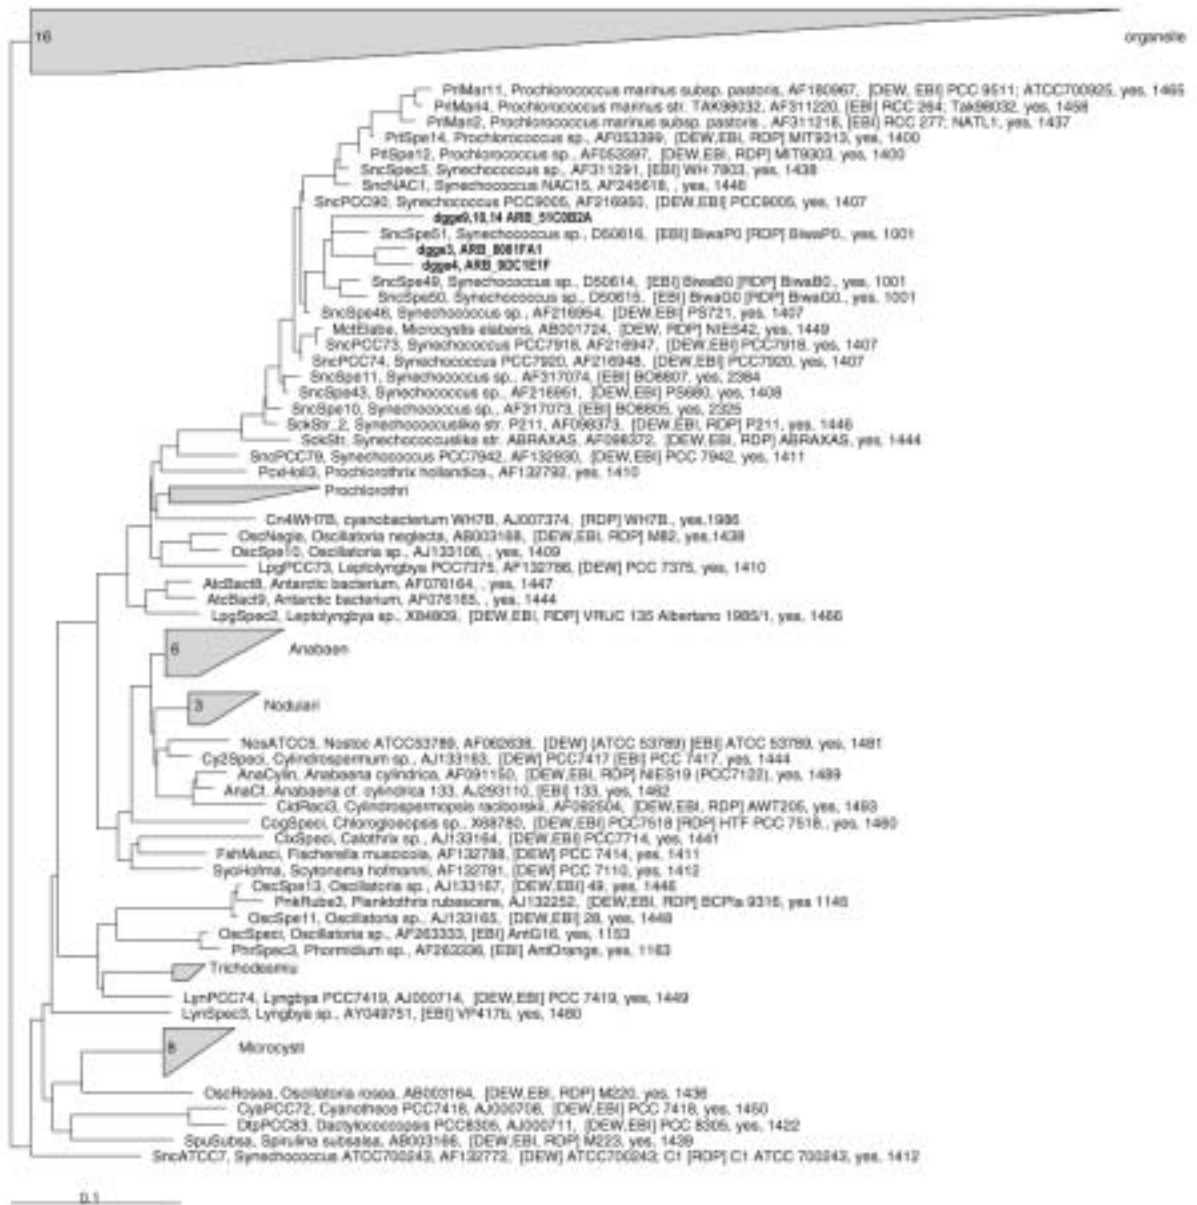 16
organelle
PrlMar11, Prochlorococcus marinus subsp. pastoris, AF180967, [DEW, EBI] PCC 9511; ATCC700925, yes, 1465
PrlMar4, Prochlorococcus marinus str. TAK98032, AF311220, [EBI] RCC 264; Tak98032, yes, 1458
PrlMar2, Prochlorococcus marinus subsp. pastoris., AF311218, [EBI] RCC 277; NATL1, yes, 1437
PrlSpe14, Prochlorococcus sp., AF053399, [DEW,EBI, RDP] MIT9313, yes, 1400
PrlSpe12, Prochlorococcus sp., AF053397, [DEW,EBI, RDP] MIT9303, yes, 1400
SncSpec5, Synechococcus sp., AF311291, [EBI] WH 7803, yes, 1438
SncNAC1, Synechococcus NAC15, AF245618, , yes, 1446
SncPCC90, Synechococcus PCC9005, AF216950, [DEW,EBI] PCC9005, yes, 1407
dgge9,10,14 ARB_51C0B2A
SncSpe51, Synechococcus sp., D50616, [EBI] BiwaP0 [RDP] BiwaP0., yes, 1001
dgge3, ARB_8081FA1
dgge4, ARB_9DC1E1F
SncSpe49, Synechococcus sp., D50614, [EBI] BiwaB0 [RDP] BiwaB0., yes, 1001
SncSpe50, Synechococcus sp., D50615, [EBI] BiwaG0 [RDP] BiwaG0., yes, 1001
SncSpe46, Synechococcus sp., AF216954, [DEW,EBI] PS721, yes, 1407
MctElabe, Microcystis elabens, AB001724, [DEW, RDP] NIES42, yes, 1449
SncPCC73, Synechococcus PCC7918, AF216947, [DEW,EBI] PCC7918, yes, 1407
SncPCC74, Synechococcus PCC7920, AF216948, [DEW,EBI] PCC7920, yes, 1407
SncSpe11, Synechococcus sp., AF317074, [EBI] BO8807, yes, 2384
SncSpe43, Synechococcus sp., AF216951, [DEW,EBI] PS680, yes, 1408
SncSpe10, Synechococcus sp., AF317073, [EBI] BO8805, yes, 2325
SckStr_2, Synechococcuslike str. P211, AF098373, [DEW,EBI, RDP] P211, yes, 1446
SckStr, Synechococcuslike str. ABRAXAS, AF098372, [DEW,EBI, RDP] ABRAXAS, yes, 1444
SncPCC79, Synechococcus PCC7942, AF132930, [DEW,EBI] PCC 7942, yes, 1411
PcxHoll3, Prochlorothrix hollandica., AF132792, yes, 1410
Prochlorothri
Cn4WH7B, cyanobacterium WH7B, AJ007374, [RDP] WH7B., yes,1986
OscNegle, Oscillatoria neglecta, AB003168, [DEW,EBI, RDP] M82, yes,1438
OscSpe10, Oscillatoria sp., AJ133106, , yes, 1409
LpgPCC73, Leptolyngbya PCC7375, AF132786, [DEW] PCC 7375, yes, 1410
AtcBact8, Antarctic bacterium, AF076164, , yes, 1447
AtcBact9, Antarctic bacterium, AF076165, , yes, 1444
LpgSpec2, Leptolyngbya sp., X84809, [DEW,EBI, RDP] VRUC 135 Albertano 1985/1, yes, 1466
6
Anabaen
3
Nodulari
NosATCC5, Nostoc ATCC53789, AF062638, [DEW] (ATCC 53789) [EBI] ATCC 53789, yes, 1481
Cy2Speci, Cylindrospermum sp., AJ133163, [DEW] PCC7417 [EBI] PCC 7417, yes, 1444
AnaCylin, Anabaena cylindrica, AF091150, [DEW,EBI, RDP] NIES19 (PCC7122), yes, 1489
AnaCf, Anabaena cf. cylindrica 133, AJ293110, [EBI] 133, yes, 1462
CldRaci3, Cylindrospermopsis raciborskii, AF092504, [DEW,EBI, RDP] AWT205, yes, 1493
CogSpeci, Chlorogloeopsis sp., X68780, [DEW,EBI] PCC7518 [RDP] HTF PCC 7518., yes, 1480
ClxSpeci, Calothrix sp., AJ133164, [DEW,EBI] PCC7714, yes, 1441
FshMusci, Fischerella muscicola, AF132788, [DEW] PCC 7414, yes, 1411
SyoHofma, Scytonema hofmanni, AF132781, [DEW] PCC 7110, yes, 1412
OscSpe13, Oscillatoria sp., AJ133167, [DEW,EBI] 49, yes, 1446
PnkRube3, Planktothrix rubescens, AJ132252, [DEW,EBI, RDP] BCPla 9316, yes 1146
OscSpe11, Oscillatoria sp., AJ133165, [DEW,EBI] 28, yes, 1448
OscSpeci, Oscillatoria sp., AF263333, [EBI] AntG16, yes, 1153
PhrSpec3, Phormidium sp., AF263336, [EBI] AntOrange, yes, 1163
Trichodesmu
LynPCC74, Lyngbya PCC7419, AJ000714, [DEW,EBI] PCC 7419, yes, 1449
LynSpec3, Lyngbya sp., AY049751, [EBI] VP417b, yes, 1480
8
Microcysti
OscRosea, Oscillatoria rosea, AB003164, [DEW,EBI, RDP] M220, yes, 1436
CyaPCC72, Cyanothece PCC7418, AJ000708, [DEW,EBI] PCC 7418, yes, 1450
DtpPCC83, Dactylococcopsis PCC8305, AJ000711, [DEW,EBI] PCC 8305, yes, 1422
SpuSubsa, Spirulina subsalsa, AB003166, [DEW,EBI, RDP] M223, yes, 1439
SncATCC7, Synechococcus ATCC700243, AF132773, [DEW] ATCC700243; C1 [RDP] C1 ATCC 700243, yes, 1412
0.1